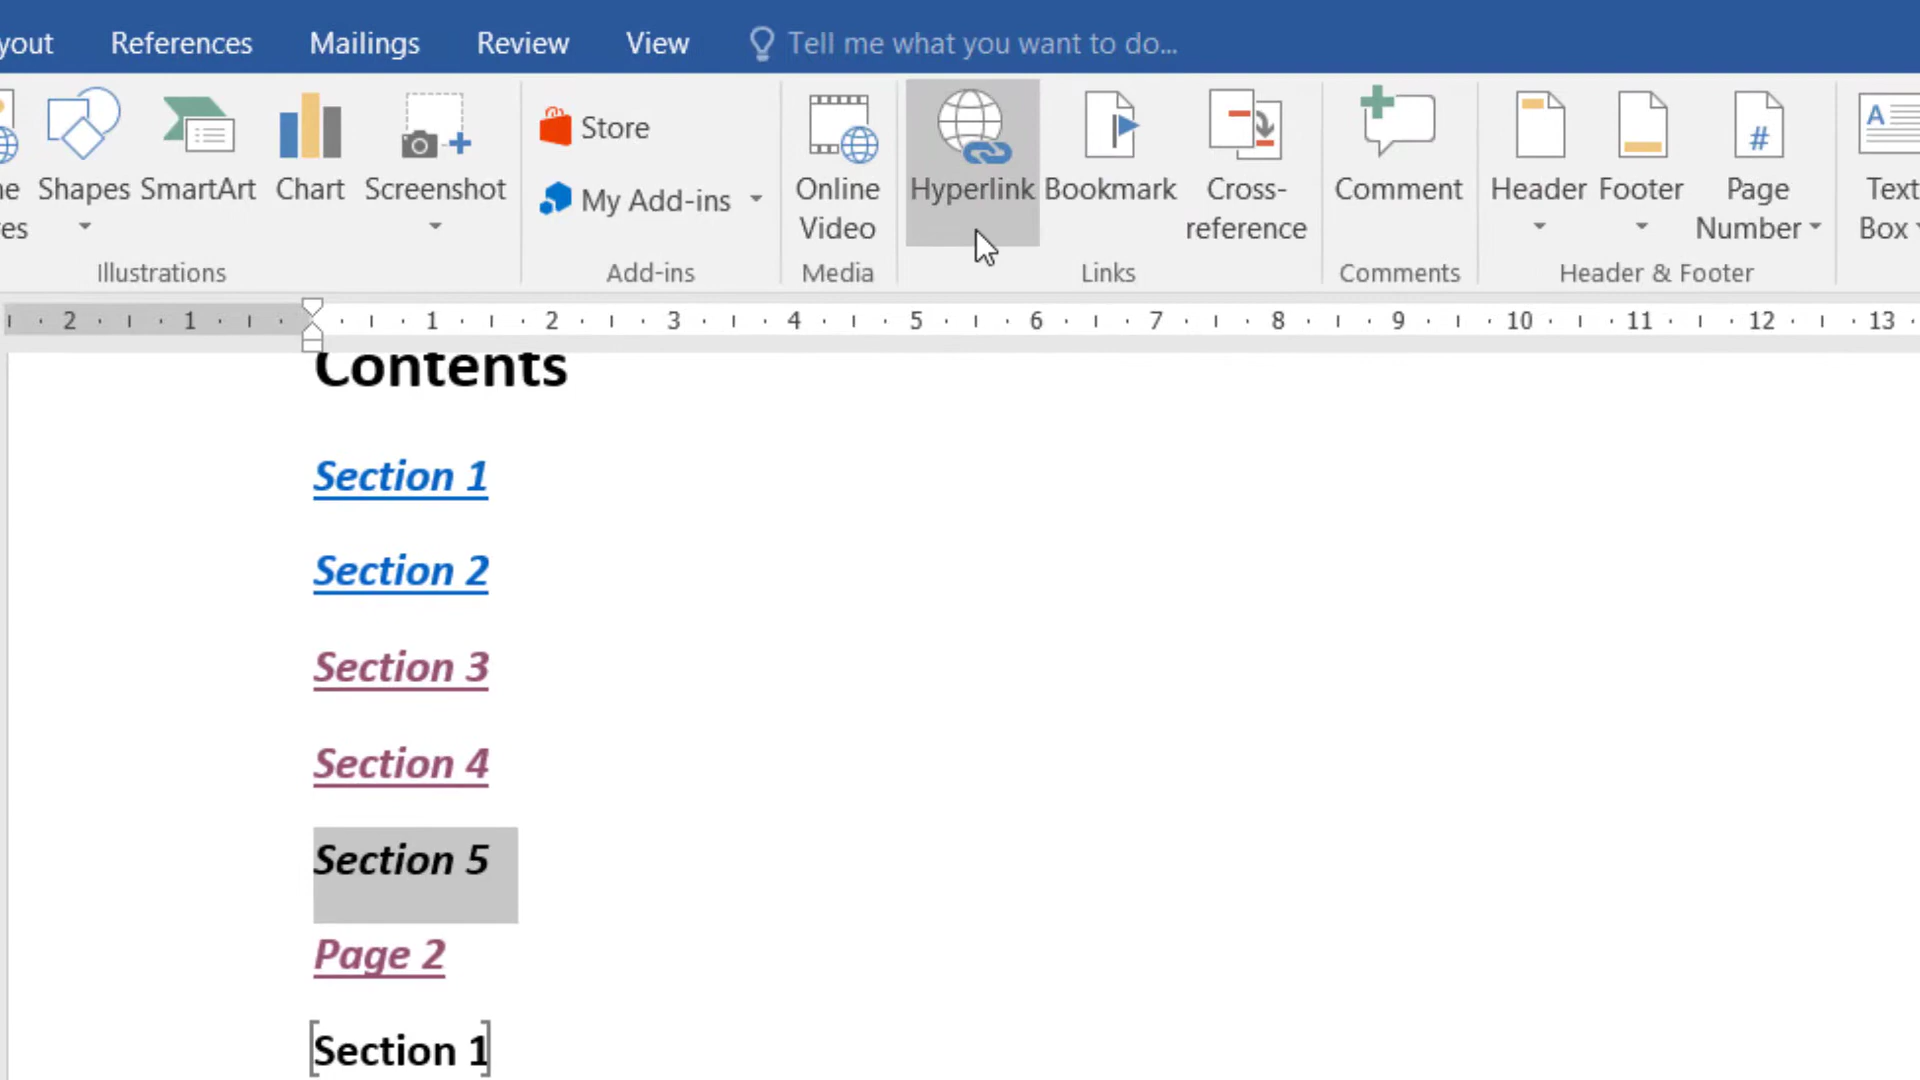 yout References Mailings Review View Tell me what you want to do...
ne
res
Shapes
SmartArt
Chart
Screenshot
Illustrations
Store
My Add-ins
Add-ins
Online
Video
Media
Hyperlink
Bookmark
Cross-
reference
Links
Comment
Comments
Header
Footer
Page
Number
Header & Footer
A
Text
Box
#
2 1 1 2 3 4 5 6 7 8 9 10 11 12 13
Contents
Section 1
Section 2
Section 3
Section 4
Section 5
Page 2
[Section 1]